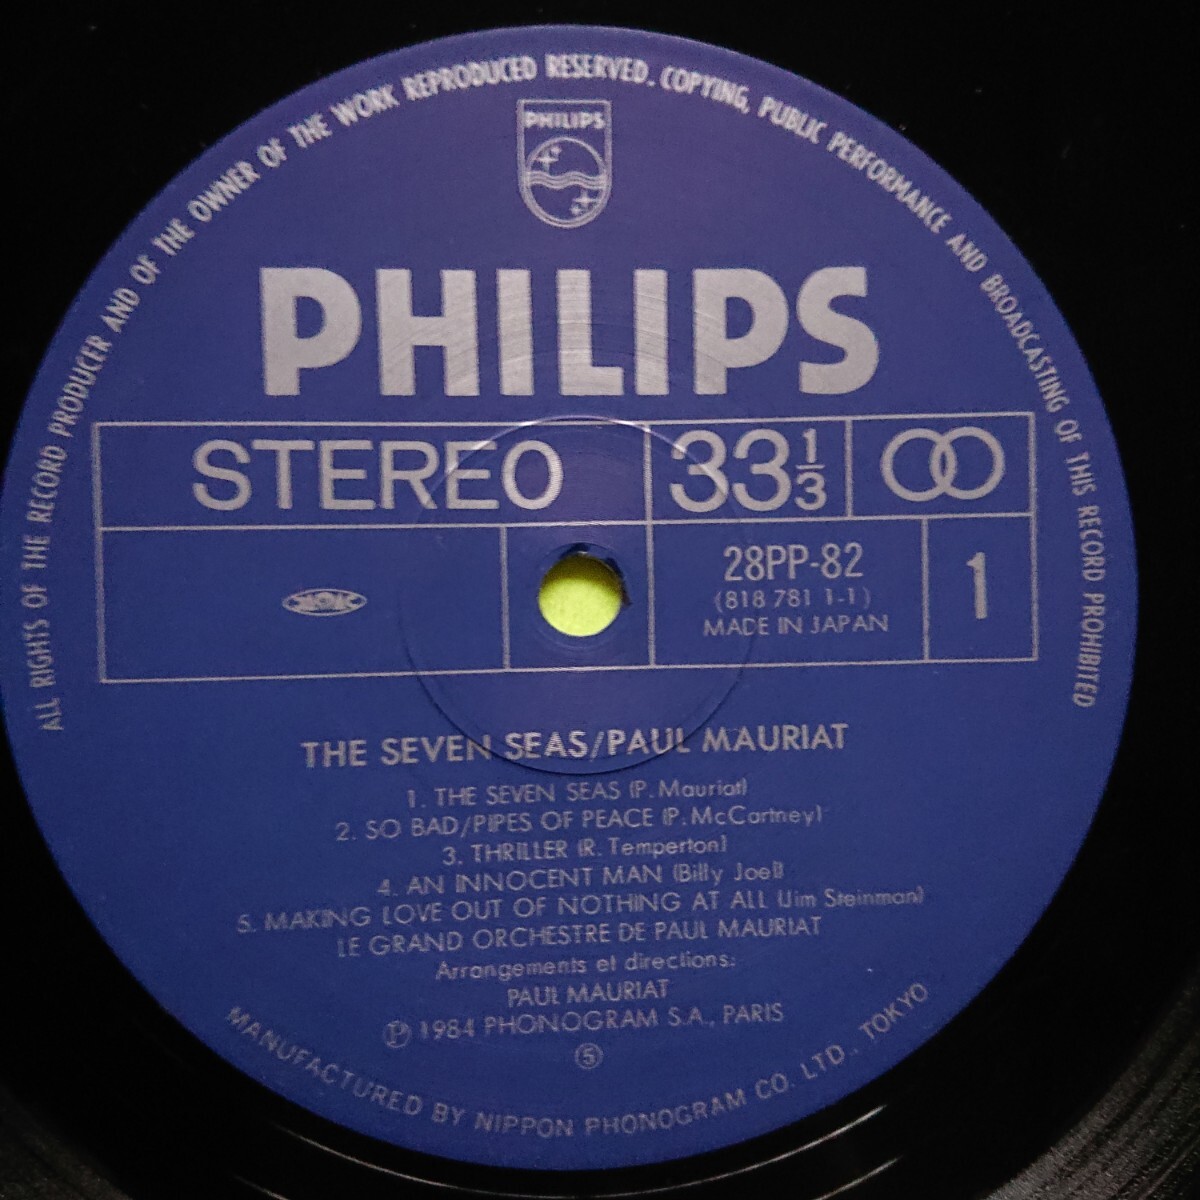 ALL RIGHTS OF THE RECORD PRODUCER AND OF THE OWNER OF THE WORK REPRODUCED RESERVED. COPYING, PUBLIC PERFORMANCE AND BROADCASTING OF THIS RECORD PROHIBITED
PHILIPS
PHILIPS
STEREO
33 1/3
28PP-82
(818 781 1-1)
MADE IN JAPAN
1
THE SEVEN SEAS/PAUL MAURIAT
1. THE SEVEN SEAS (P. Mauriat)
2. SO BAD/PIPES OF PEACE (P. McCartney)
3. THRILLER (R. Temperton)
4. AN INNOCENT MAN (Billy Joel)
5. MAKING LOVE OUT OF NOTHING AT ALL (Jim Steinman)
LE GRAND ORCHESTRE DE PAUL MAURIAT
Arrangements et directions:
PAUL MAURIAT
Ⓟ 1984 PHONOGRAM S.A., PARIS
⑤
MANUFACTURED BY NIPPON PHONOGRAM CO. LTD., TOKYO